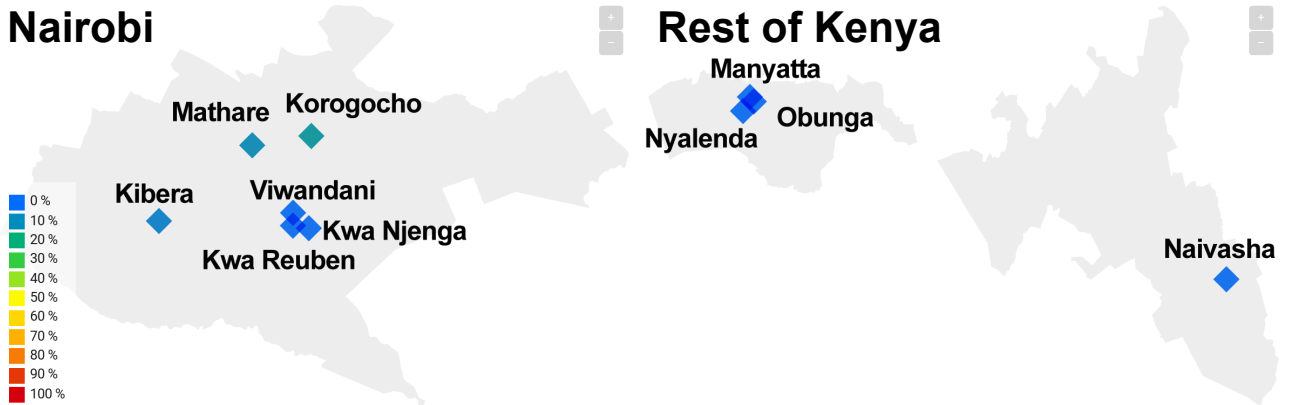 Nairobi
+
−
Mathare
Korogocho
Kibera
Viwandani
Kwa Njenga
Kwa Reuben
0 %
10 %
20 %
30 %
40 %
50 %
60 %
70 %
80 %
90 %
100 %
Rest of Kenya
+
−
Manyatta
Obunga
Nyalenda
Naivasha